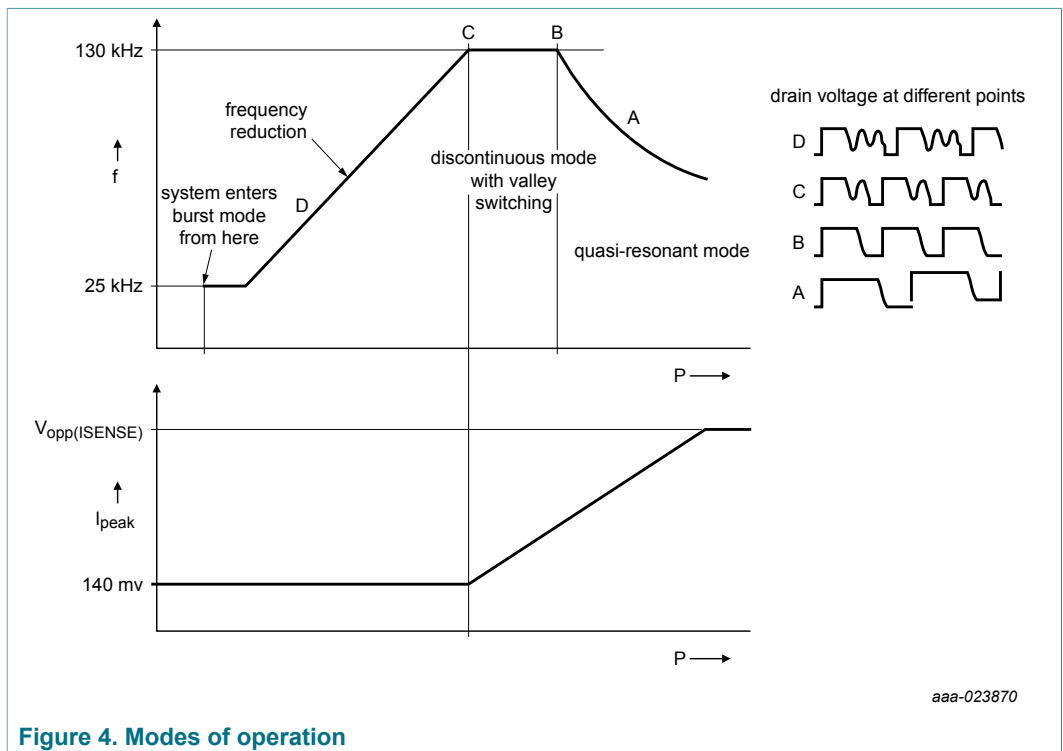 C
B
130 kHz
frequency
reduction
A
drain voltage at different points
D
C
B
A
f
discontinuous mode
with valley
switching
system enters
burst mode
from here
D
quasi-resonant mode
25 kHz
P
Vopp(ISENSE)
Ipeak
140 mv
P
aaa-023870
Figure 4. Modes of operation